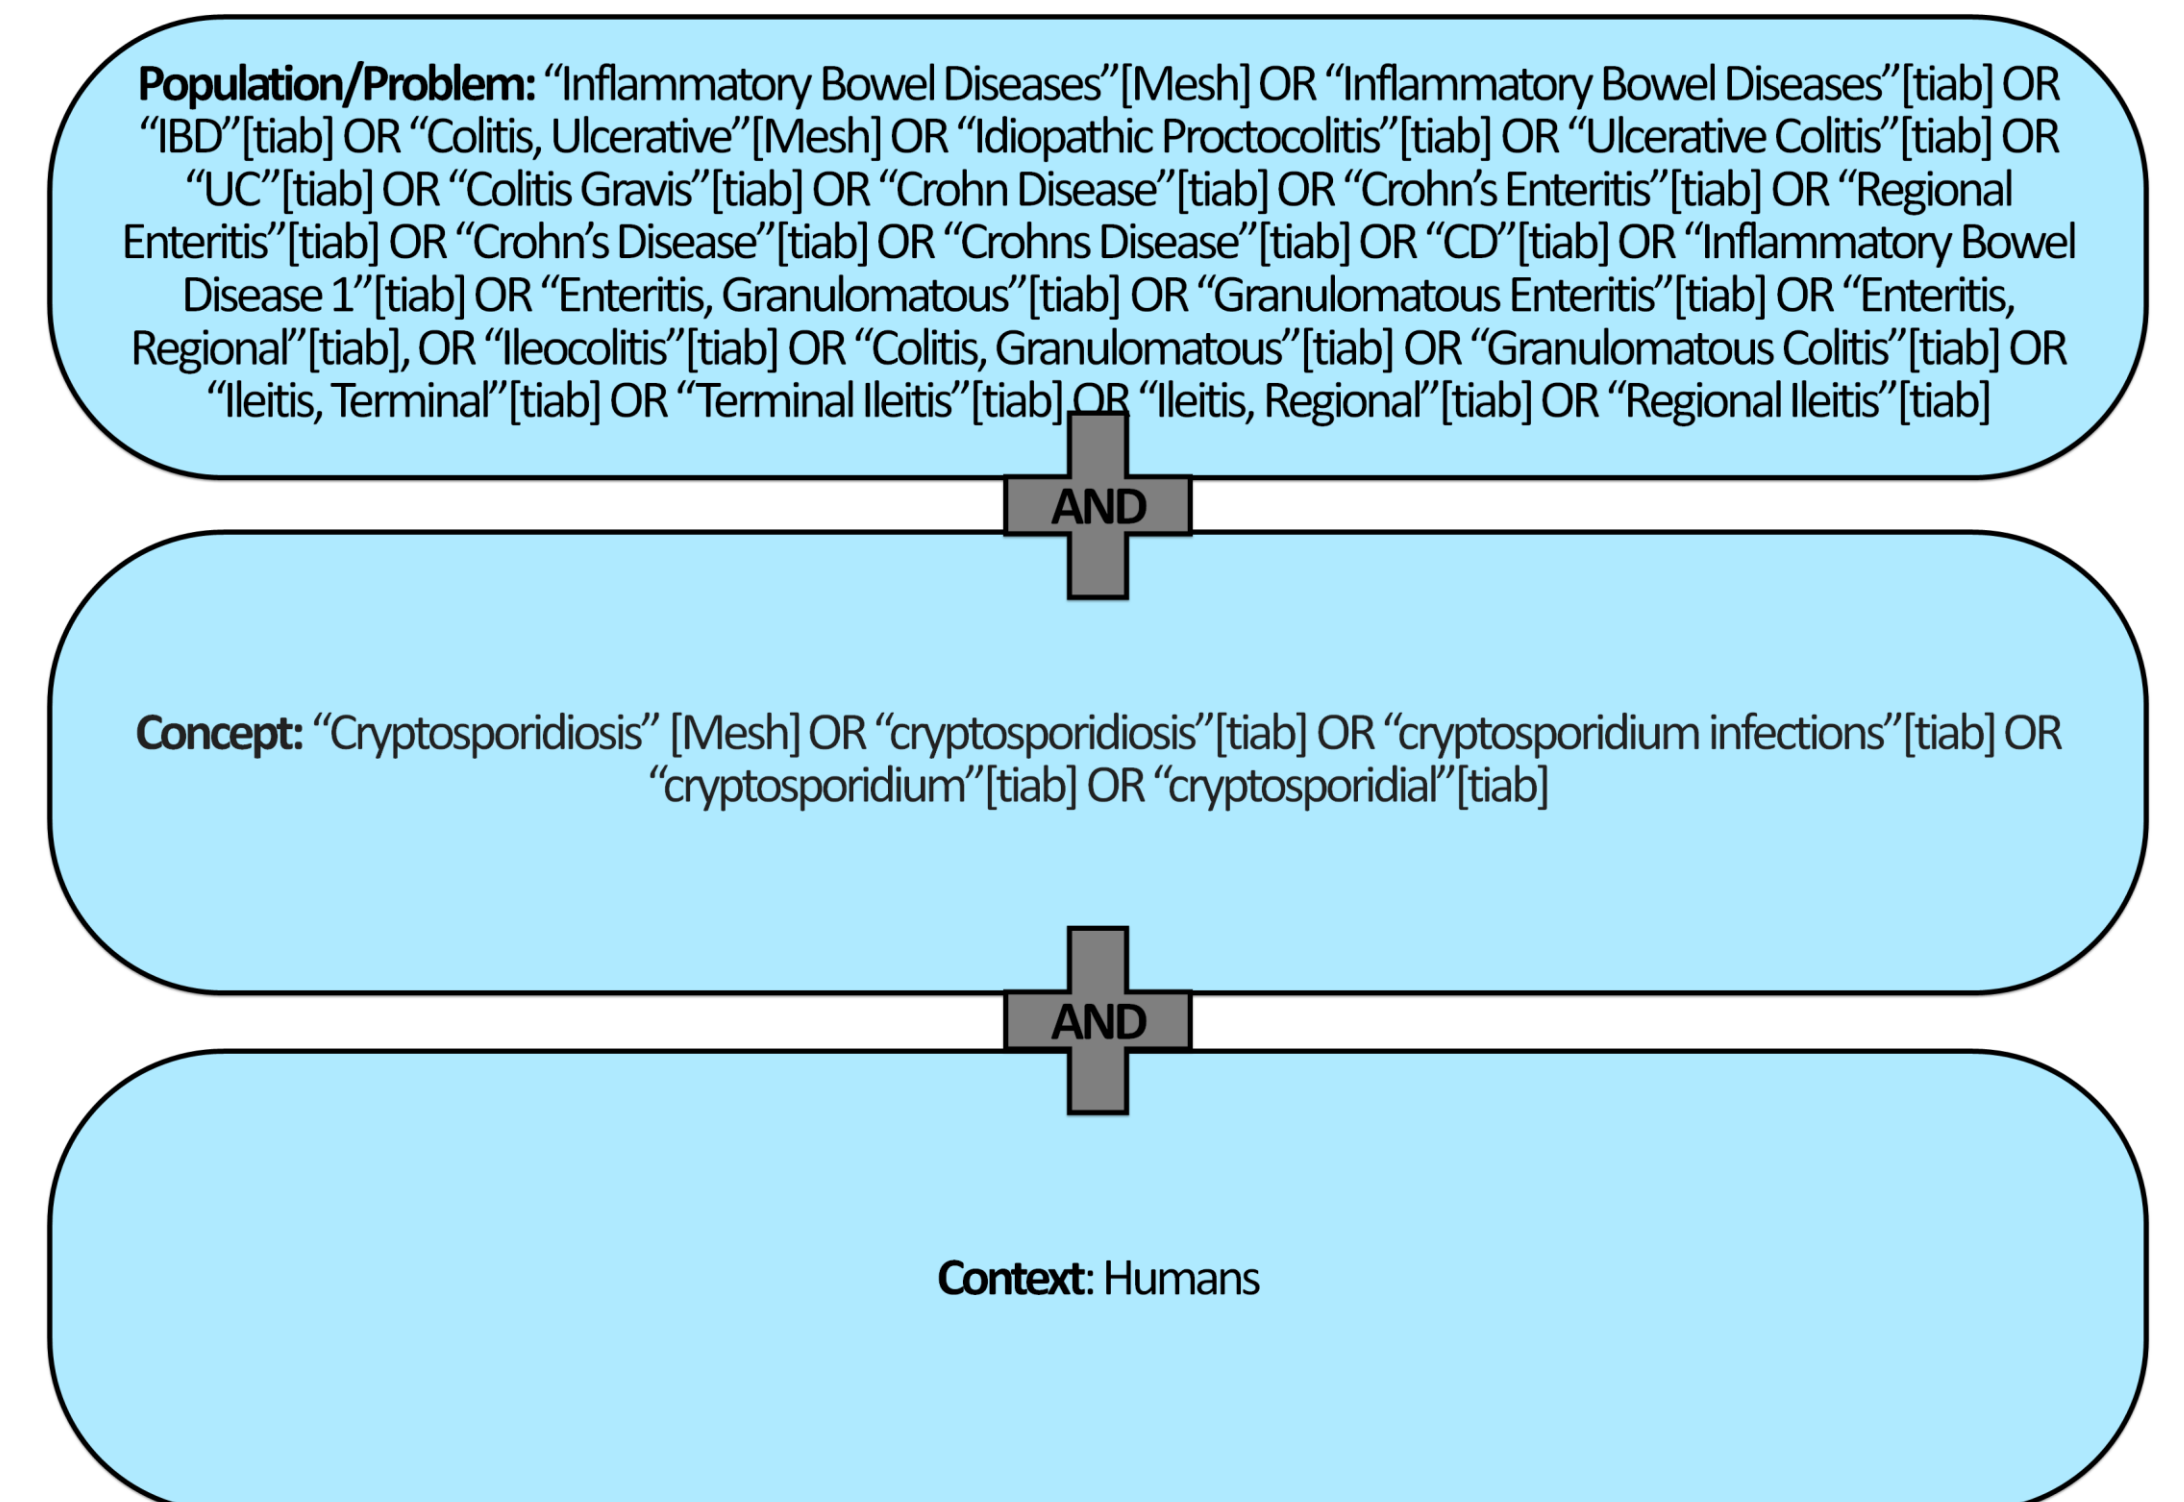 Population/Problem: “Inflammatory Bowel Diseases”[Mesh] OR “Inflammatory Bowel Diseases”[tiab] OR
“IBD”[tiab] OR “Colitis, Ulcerative”[Mesh] OR “Idiopathic Proctocolitis”[tiab] OR “Ulcerative Colitis”[tiab] OR
“UC”[tiab] OR “Colitis Gravis”[tiab] OR “Crohn Disease”[tiab] OR “Crohn’s Enteritis”[tiab] OR “Regional
Enteritis”[tiab] OR “Crohn’s Disease”[tiab] OR “Crohns Disease”[tiab] OR “CD”[tiab] OR “Inflammatory Bowel
Disease 1”[tiab] OR “Enteritis, Granulomatous”[tiab] OR “Granulomatous Enteritis”[tiab] OR “Enteritis,
Regional”[tiab], OR “Ileocolitis”[tiab] OR “Colitis, Granulomatous”[tiab] OR “Granulomatous Colitis”[tiab] OR
“Ileitis, Terminal”[tiab] OR “Terminal Ileitis”[tiab] OR “Ileitis, Regional”[tiab] OR “Regional Ileitis”[tiab]
AND
Concept: “Cryptosporidiosis” [Mesh] OR “cryptosporidiosis”[tiab] OR “cryptosporidium infections”[tiab] OR
“cryptosporidium”[tiab] OR “cryptosporidial”[tiab]
AND
Context: Humans